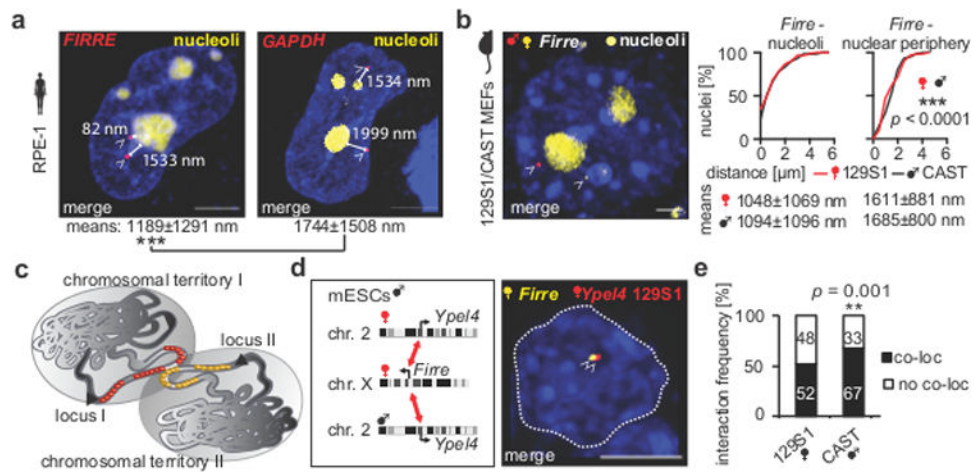 a
FIRRE
nucleoli
GAPDH
nucleoli
RPE-1
82 nm
1533 nm
merge
1534 nm
1999 nm
merge
means: 1189±1291 nm
1744±1508 nm
***
b
129S1/CAST MEFs
Firre
nucleoli
merge
Firre -
nucleoli
Firre -
nuclear periphery
nuclei [%]
100
50
0
0 2 4 6
0 2 4 6
***
p < 0.0001
distance [µm]
129S1
CAST
means
1048±1069 nm
1611±881 nm
1094±1096 nm
1685±800 nm
c
chromosomal territory I
locus II
locus I
chromosomal territory II
d
mESCs
Ypel4
chr. 2
Firre
chr. X
chr. 2
Ypel4
Firre
Ypel4 129S1
merge
e
interaction frequency [%]
p = 0.001
**
100
50
0
48
33
52
67
co-loc
no co-loc
129S1
CAST